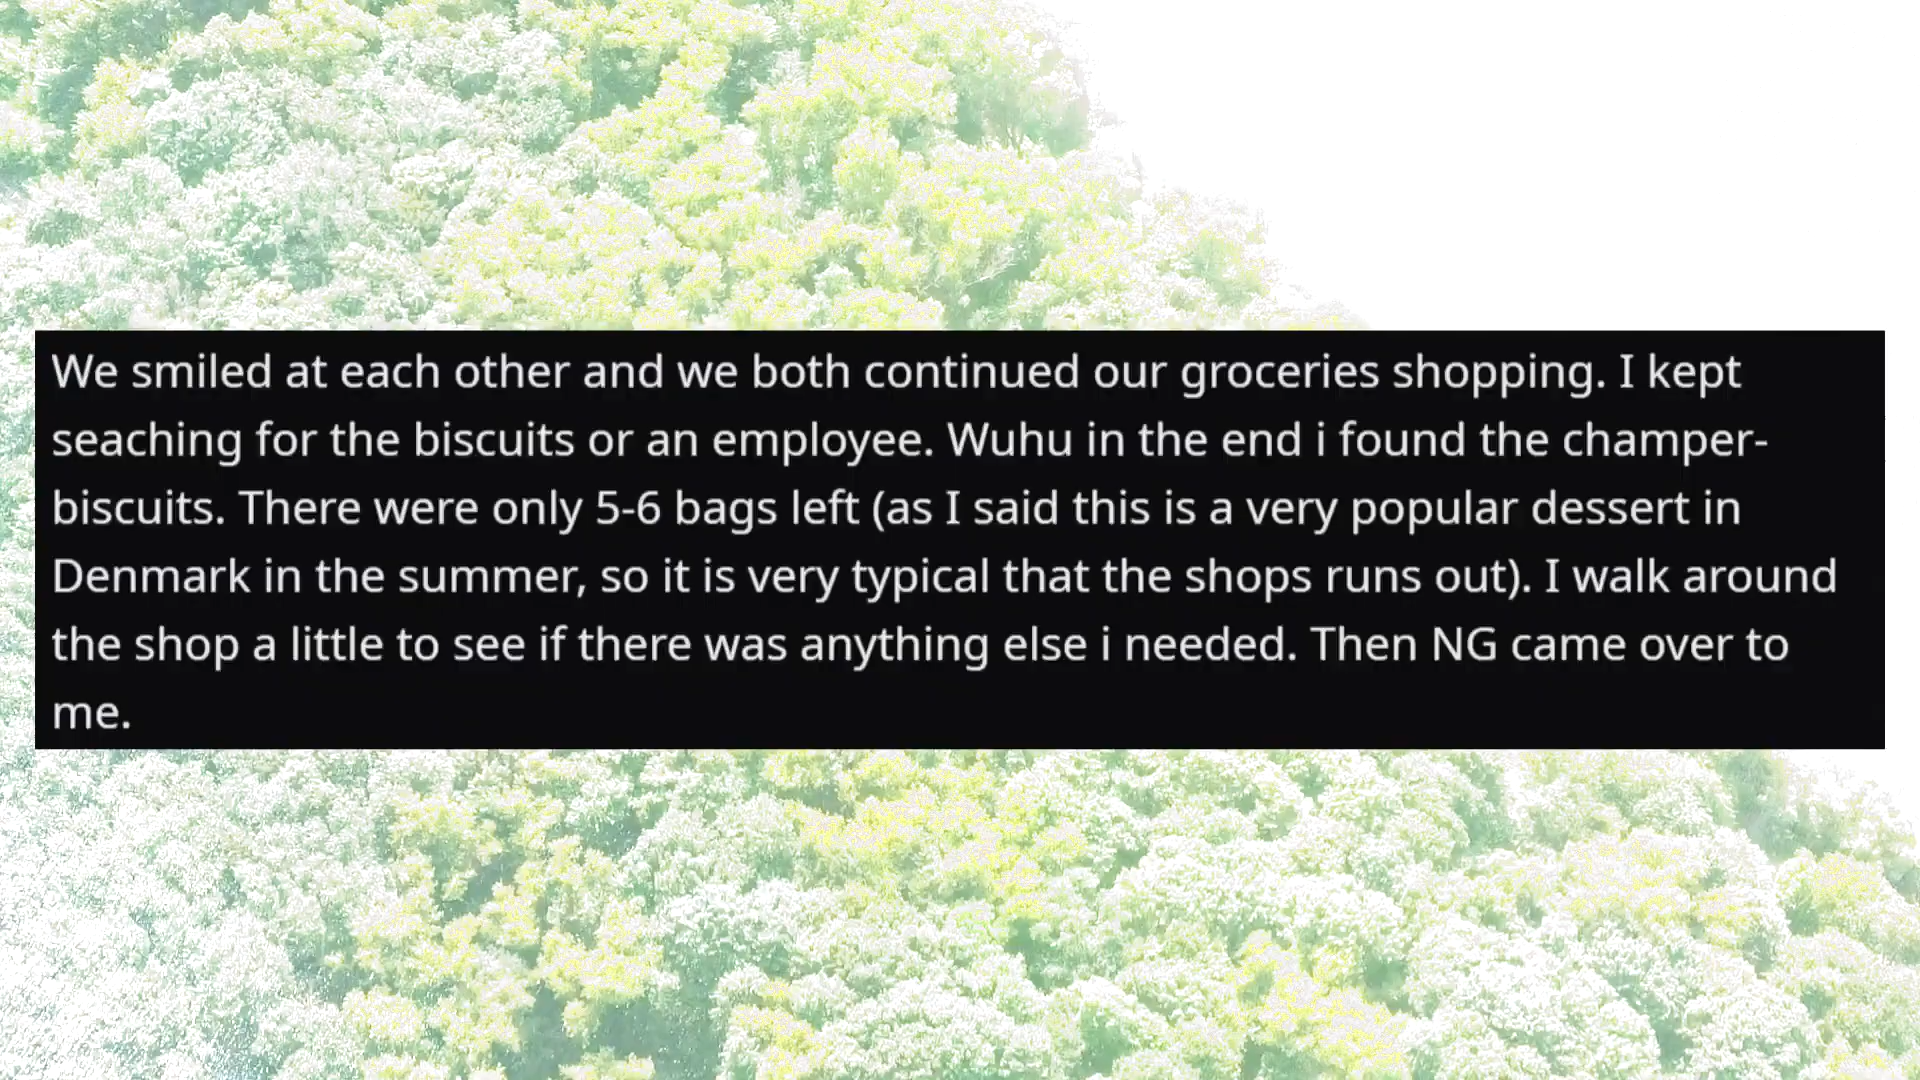 We smiled at each other and we both continued our groceries shopping. I kept
seaching for the biscuits or an employee. Wuhu in the end i found the champer-
biscuits. There were only 5-6 bags left (as I said this is a very popular dessert in
Denmark in the summer, so it is very typical that the shops runs out). I walk around
the shop a little to see if there was anything else i needed. Then NG came over to
me.